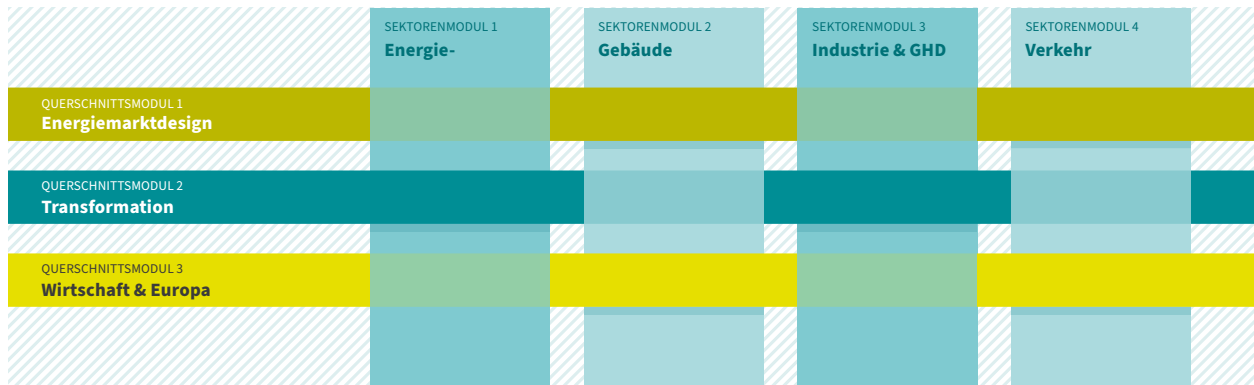 SEKTORENMODUL 1
Energie-
SEKTORENMODUL 2
Gebäude
SEKTORENMODUL 3
Industrie & GHD
SEKTORENMODUL 4
Verkehr
QUERSCHNITTSMODUL 1
Energiemarktdesign
QUERSCHNITTSMODUL 2
Transformation
QUERSCHNITTSMODUL 3
Wirtschaft & Europa